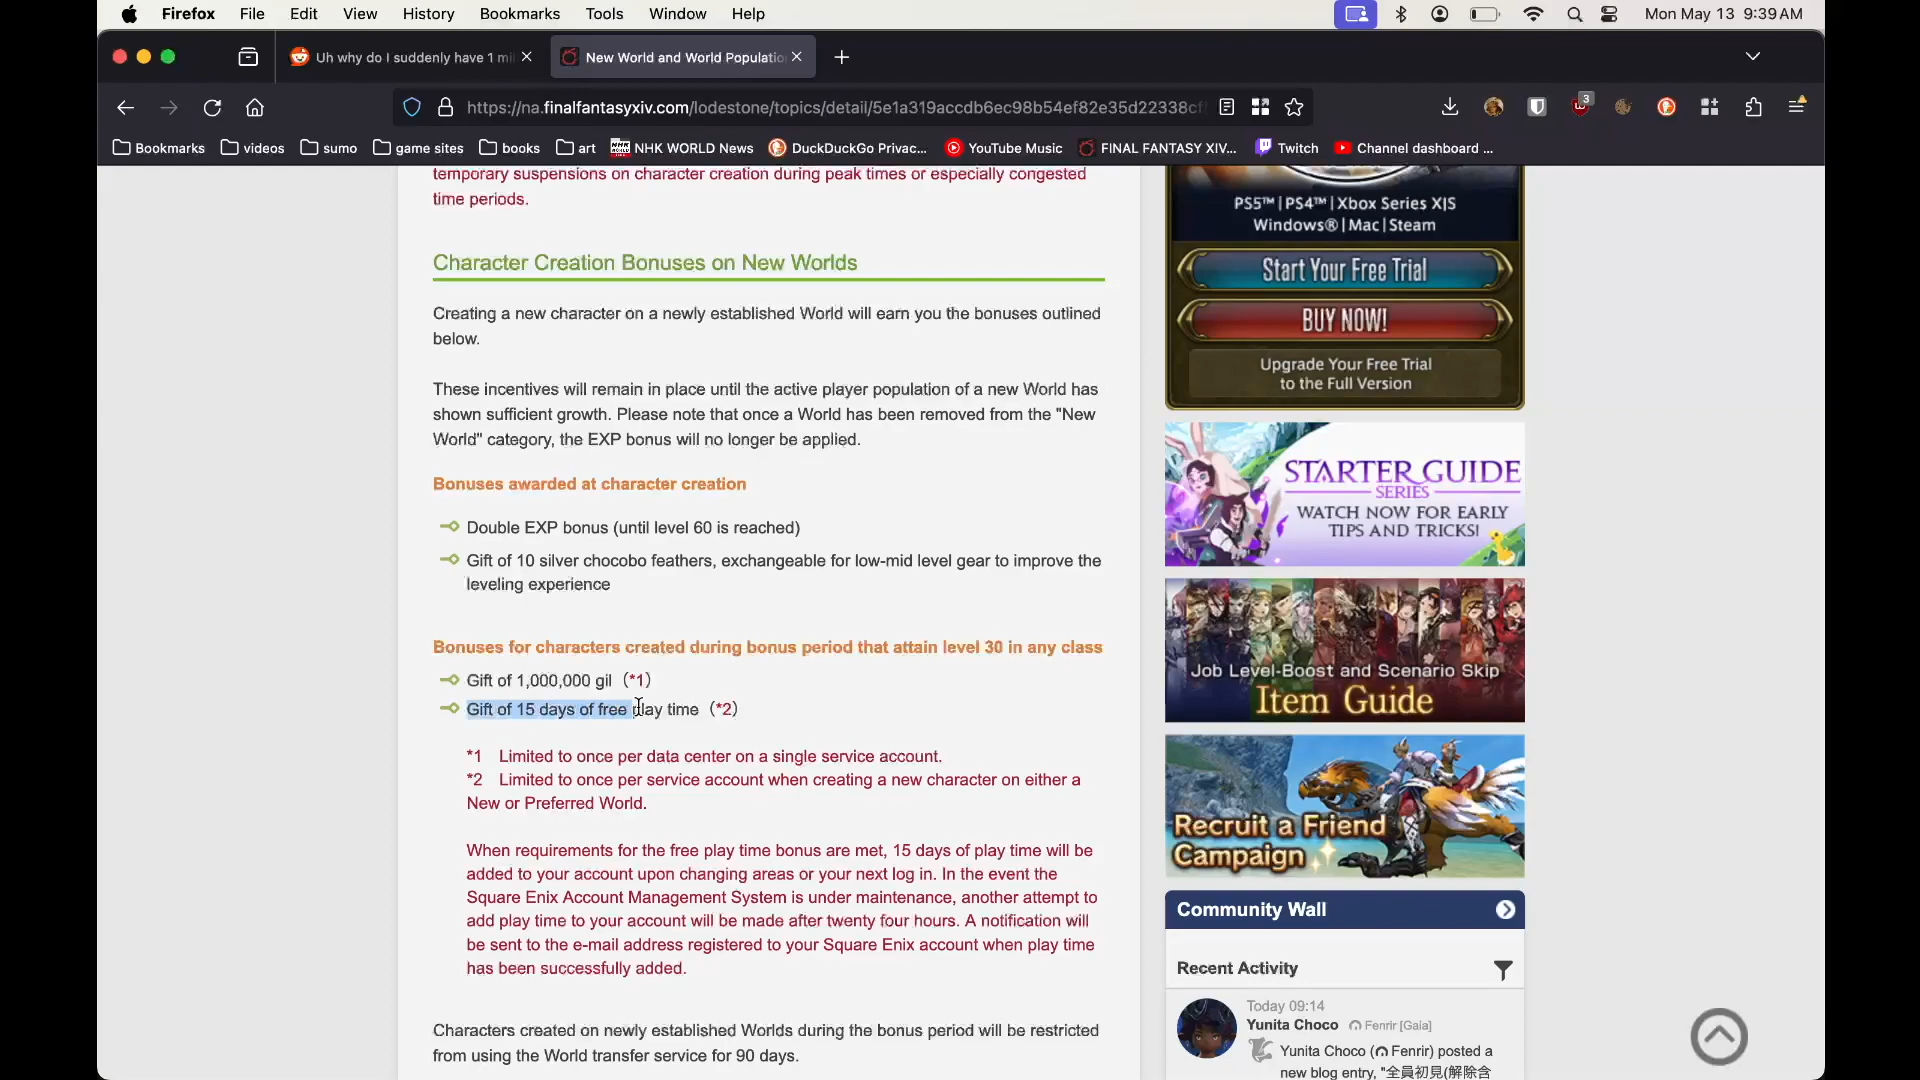 Firefox File Edit View History Bookmarks Tools Window Help Mon May 13 9:39 AM
Uh why do I suddenly have 1 mi New World and World Populatio
https://na.finalfantasyxiv.com/lodestone/topics/detail/5e1a319accdb6ec98b54ef82e35d22338cf
3
Bookmarks videos sumo game sites books art NHK WORLD News DuckDuckGo Privac... YouTube Music FINAL FANTASY XIV... Twitch Channel dashboard ...
temporary suspensions on character creation during peak times or especially congested
time periods.
Character Creation Bonuses on New Worlds
Creating a new character on a newly established World will earn you the bonuses outlined
below.
These incentives will remain in place until the active player population of a new World has
shown sufficient growth. Please note that once a World has been removed from the "New
World" category, the EXP bonus will no longer be applied.
Bonuses awarded at character creation
Double EXP bonus (until level 60 is reached)
Gift of 10 silver chocobo feathers, exchangeable for low-mid level gear to improve the
leveling experience
Bonuses for characters created during bonus period that attain level 30 in any class
Gift of 1,000,000 gil（*1）
Gift of 15 days of free play time（*2）
*1 Limited to once per data center on a single service account.
*2 Limited to once per service account when creating a new character on either a
New or Preferred World.
When requirements for the free play time bonus are met, 15 days of play time will be
added to your account upon changing areas or your next log in. In the event the
Square Enix Account Management System is under maintenance, another attempt to
add play time to your account will be made after twenty four hours. A notification will
be sent to the e-mail address registered to your Square Enix account when play time
has been successfully added.
Characters created on newly established Worlds during the bonus period will be restricted
from using the World transfer service for 90 days.
PS5™ | PS4™ | Xbox Series X|S
Windows® | Mac | Steam
Start Your Free Trial
BUY NOW!
Upgrade Your Free Trial
to the Full Version
STARTER GUIDE
SERIES
WATCH NOW FOR EARLY
TIPS AND TRICKS!
Job Level-Boost and Scenario Skip
Item Guide
Recruit a Friend
Campaign
Community Wall
Recent Activity
Today 09:14
Yunita Choco Fenrir [Gaia]
Yunita Choco (Fenrir) posted a
new blog entry, "全員初見(解除含